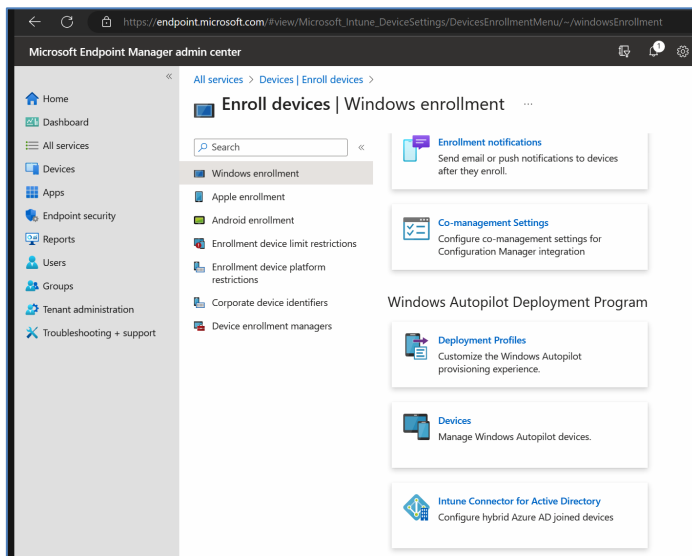 https://endpoint.microsoft.com/#view/Microsoft_Intune_DeviceSettings/DevicesEnrollmentMenu/~/windowsEnrollment
Microsoft Endpoint Manager admin center
1
«
Home
Dashboard
All services
Devices
Apps
Endpoint security
Reports
Users
Groups
Tenant administration
Troubleshooting + support
All services > Devices | Enroll devices >
Enroll devices | Windows enrollment ...
Search
«
Windows enrollment
Apple enrollment
Android enrollment
Enrollment device limit restrictions
Enrollment device platform
restrictions
Corporate device identifiers
Device enrollment managers
Enrollment notifications
Send email or push notifications to devices
after they enroll.
Co-management Settings
Configure co-management settings for
Configuration Manager integration
Windows Autopilot Deployment Program
Deployment Profiles
Customize the Windows Autopilot
provisioning experience.
Devices
Manage Windows Autopilot devices.
Intune Connector for Active Directory
Configure hybrid Azure AD joined devices